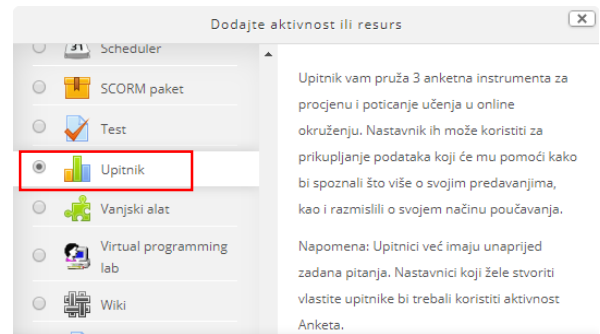 Dodajte aktivnost ili resurs
Scheduler
SCORM paket
Test
Upitnik
Vanjski alat
Virtual programming
lab
Wiki
Upitnik vam pruža 3 anketna instrumenta za
procjenu i poticanje učenja u online
okruženju. Nastavnik ih može koristiti za
prikupljanje podataka koji će mu pomoći kako
bi spoznali što više o svojim predavanjima,
kao i razmislili o svojem načinu poučavanja.
Napomena: Upitnici već imaju unaprijed
zadana pitanja. Nastavnici koji žele stvoriti
vlastite upitnike bi trebali koristiti aktivnost
Anketa.